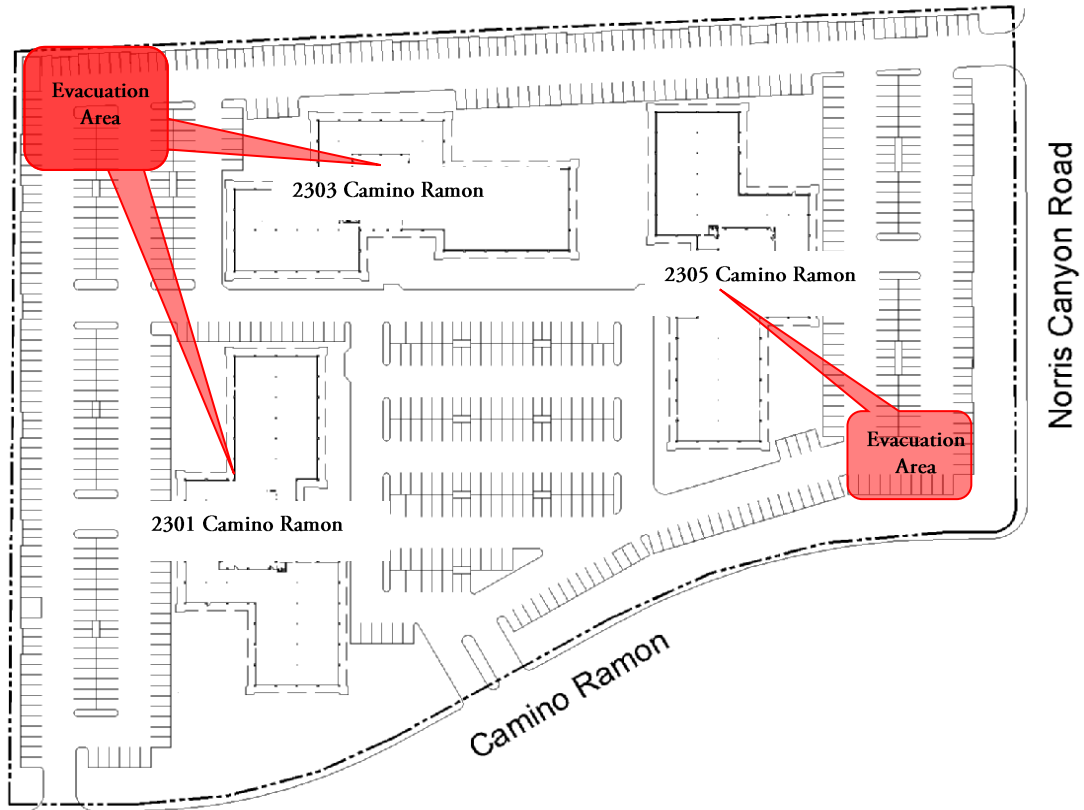 Evacuation
Area
2303 Camino Ramon
2305 Camino Ramon
Norris Canyon Road
Evacuation
Area
2301 Camino Ramon
Camino Ramon